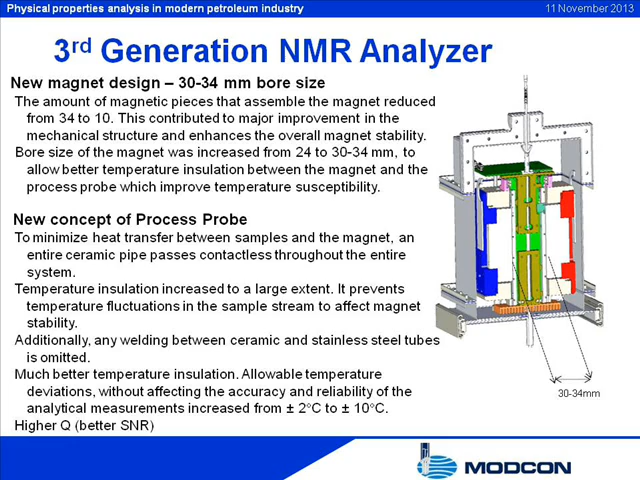 Physical properties analysis in modern petroleum industry
11 November 2013
3rd Generation NMR Analyzer
New magnet design – 30-34 mm bore size
The amount of magnetic pieces that assemble the magnet reduced
from 34 to 10. This contributed to major improvement in the
mechanical structure and enhances the overall magnet stability.
Bore size of the magnet was increased from 24 to 30-34 mm, to
allow better temperature insulation between the magnet and the
process probe which improve temperature susceptibility.
New concept of Process Probe
To minimize heat transfer between samples and the magnet, an
entire ceramic pipe passes contactless throughout the entire
system.
Temperature insulation increased to a large extent. It prevents
temperature fluctuations in the sample stream to affect magnet
stability.
Additionally, any welding between ceramic and stainless steel tubes
is omitted.
Much better temperature insulation. Allowable temperature
deviations, without affecting the accuracy and reliability of the
analytical measurements increased from ± 2°C to ± 10°C.
Higher Q (better SNR)
30-34mm
MODCON